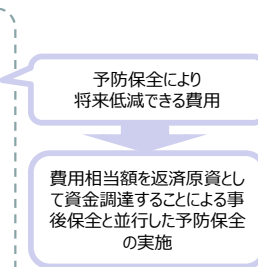 予防保全により
将来低減できる費用
費用相当額を返済原資とし
て資金調達することによる事
後保全と並行した予防保全
の実施